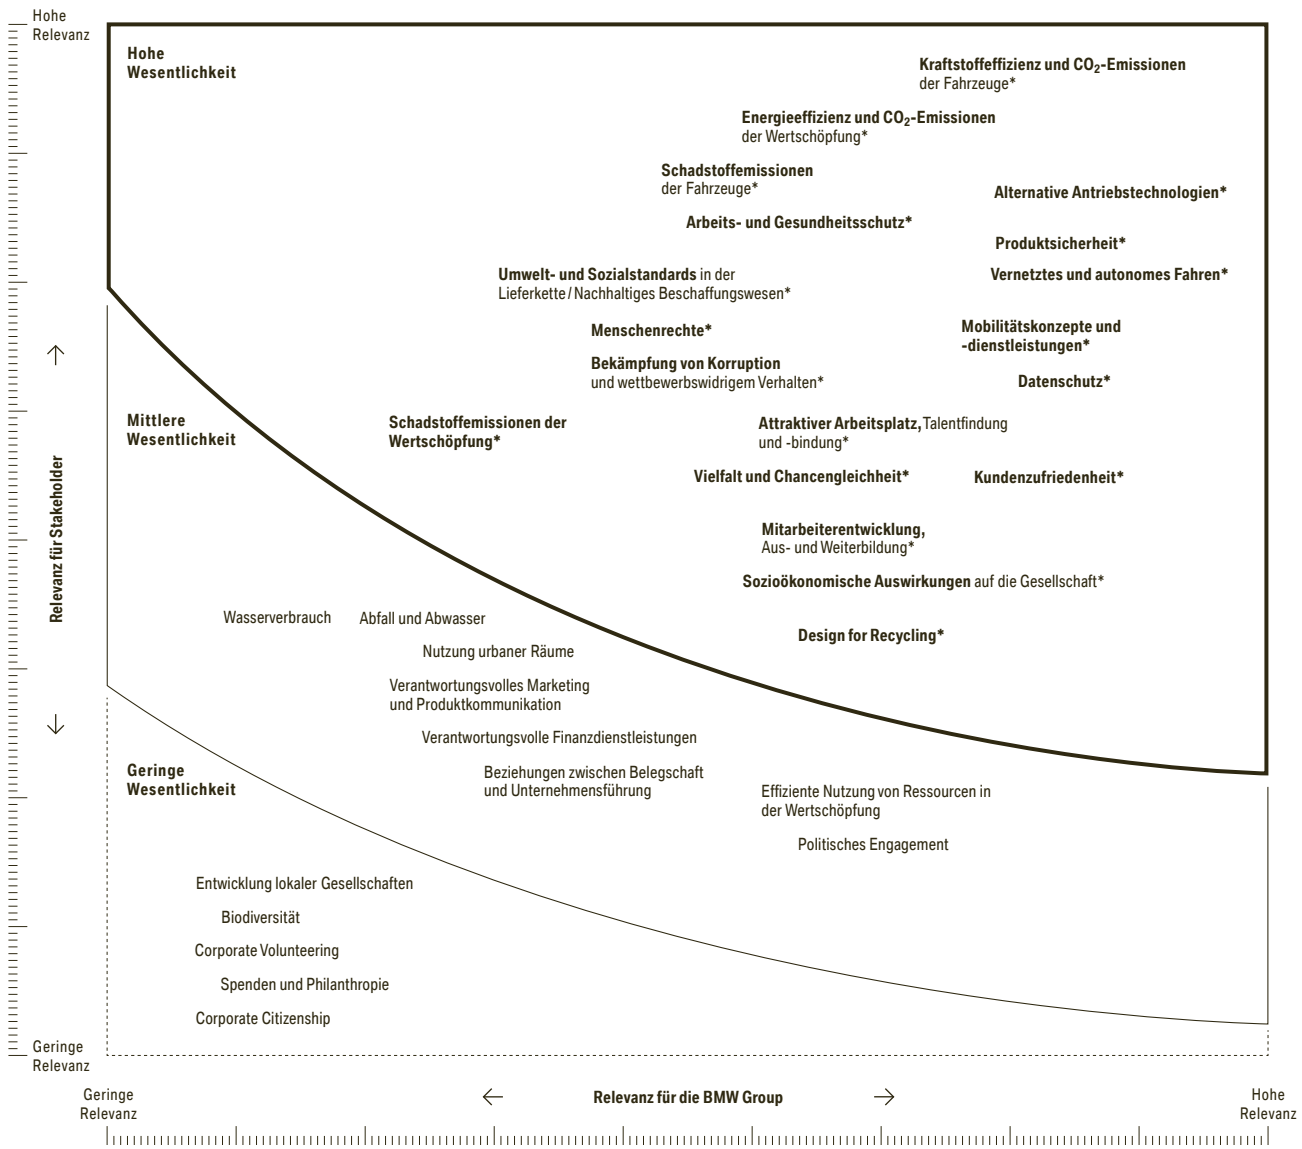 Hohe
Relevanz
Hohe
Wesentlichkeit
Kraftstoffeffizienz und CO₂-Emissionen
der Fahrzeuge*
Energieeffizienz und CO₂-Emissionen
der Wertschöpfung*
Schadstoffemissionen
der Fahrzeuge*
Alternative Antriebstechnologien*
Arbeits- und Gesundheitsschutz*
Produktsicherheit*
Umwelt- und Sozialstandards in der
Lieferkette / Nachhaltiges Beschaffungswesen*
Vernetztes und autonomes Fahren*
Menschenrechte*
Mobilitätskonzepte und
-dienstleistungen*
Bekämpfung von Korruption
und wettbewerbswidrigem Verhalten*
Datenschutz*
Mittlere
Wesentlichkeit
Schadstoffemissionen der
Wertschöpfung*
Attraktiver Arbeitsplatz, Talentfindung
und -bindung*
Vielfalt und Chancengleichheit*
Kundenzufriedenheit*
Relevanz für Stakeholder
Mitarbeiterentwicklung,
Aus- und Weiterbildung*
Sozioökonomische Auswirkungen auf die Gesellschaft*
Wasserverbrauch
Abfall und Abwasser
Design for Recycling*
Nutzung urbaner Räume
Verantwortungsvolles Marketing
und Produktkommunikation
Verantwortungsvolle Finanzdienstleistungen
Geringe
Wesentlichkeit
Beziehungen zwischen Belegschaft
und Unternehmensführung
Effiziente Nutzung von Ressourcen in
der Wertschöpfung
Politisches Engagement
Entwicklung lokaler Gesellschaften
Biodiversität
Corporate Volunteering
Spenden und Philanthropie
Corporate Citizenship
Geringe
Relevanz
Geringe
Relevanz
Relevanz für die BMW Group
Hohe
Relevanz